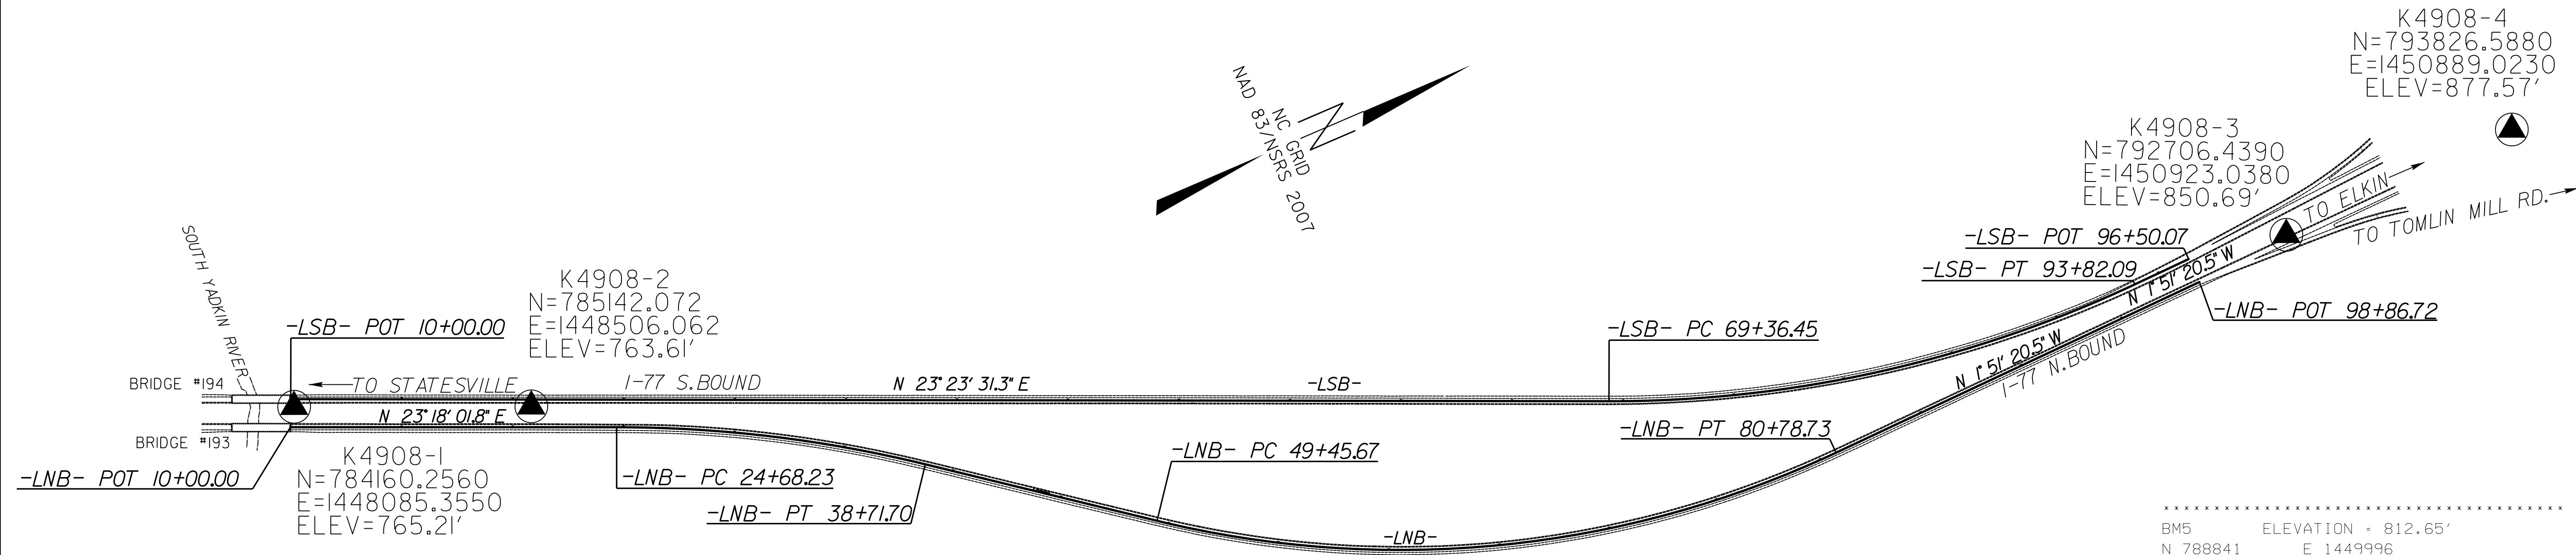 K4908-4
N=793826.5880
E=1450889.0230
ELEV=877.57'
K4908-3
N=792706.4390
E=1450923.0380
ELEV=850.69'
NC GRID
NAD 83/NSRS 2007
TO ELKIN
TO TOMLIN MILL RD.
-LSB- POT 96+50.07
-LSB- PT 93+82.09
N 1° 51' 20.5" W
-LNB- POT 98+86.72
SOUTH YADKIN RIVER
K4908-2
N=785142.072
E=1448506.062
ELEV=763.61'
-LSB- POT 10+00.00
-LSB- PC 69+36.45
BRIDGE #194
TO STATESVILLE
I-77 S.BOUND
N 23° 23' 31.3" E
-LSB-
N 1° 51' 20.5" W
I-77 N.BOUND
N 23° 18' 01.8" E
BRIDGE #193
-LNB- PT 80+78.73
-LNB- PC 49+45.67
K4908-1
N=784160.2560
E=1448085.3550
ELEV=765.21'
-LNB- POT 10+00.00
-LNB- PC 24+68.23
-LNB- PT 38+71.70
-LNB-
BM5 ELEVATION = 812.65'
N 788841 E 1449996